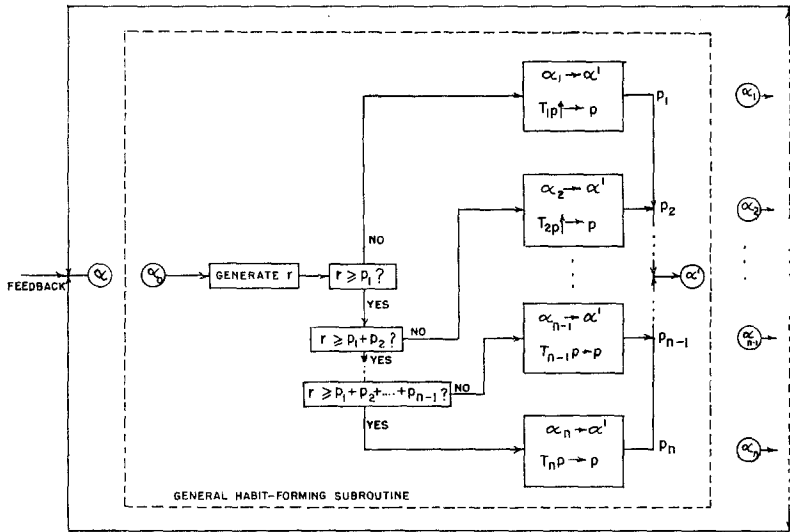 α₁ → α'
T₁p → p
p₁
α₁
α₂ → α'
T₂p → p
p₂
α₂
NO
FEEDBACK
α
α₀
GENERATE r
r ≥ p₁ ?
α'
YES
r ≥ p₁ + p₂ ?
NO
αₙ₋₁ → α'
Tₙ₋₁ p ← p
pₙ₋₁
αₙ₋₁
YES
r ≥ p₁ + p₂ +....+ pₙ₋₁ ?
NO
YES
αₙ → α'
Tₙp → p
pₙ
αₙ
GENERAL HABIT-FORMING SUBROUTINE